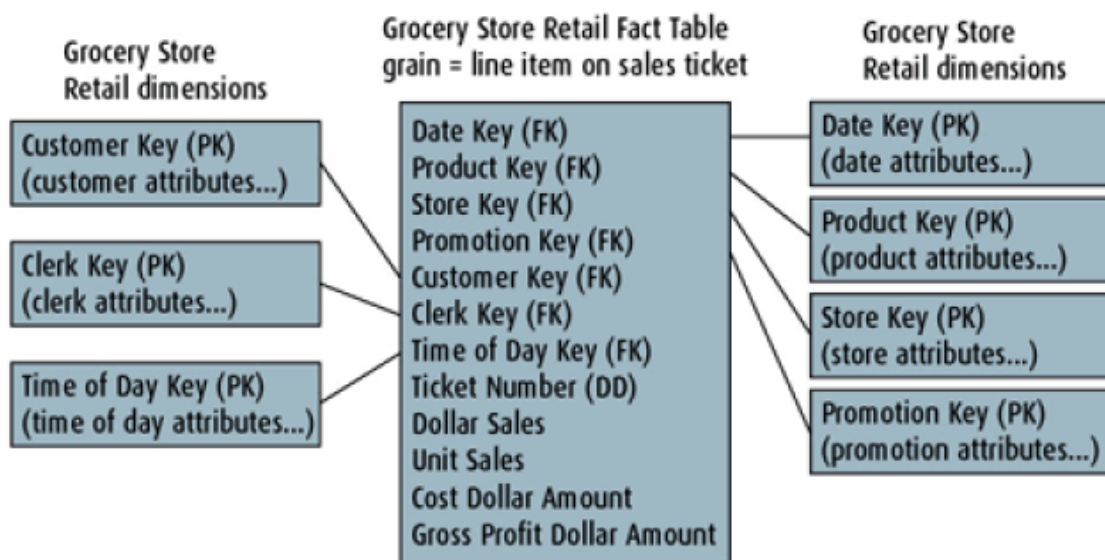 Grocery Store
Retail dimensions
Customer Key (PK)
(customer attributes...)
Clerk Key (PK)
(clerk attributes...)
Time of Day Key (PK)
(time of day attributes...)
Grocery Store Retail Fact Table
grain = line item on sales ticket
Date Key (FK)
Product Key (FK)
Store Key (FK)
Promotion Key (FK)
Customer Key (FK)
Clerk Key (FK)
Time of Day Key (FK)
Ticket Number (DD)
Dollar Sales
Unit Sales
Cost Dollar Amount
Gross Profit Dollar Amount
Grocery Store
Retail dimensions
Date Key (PK)
(date attributes...)
Product Key (PK)
(product attributes...)
Store Key (PK)
(store attributes...)
Promotion Key (PK)
(promotion attributes...)